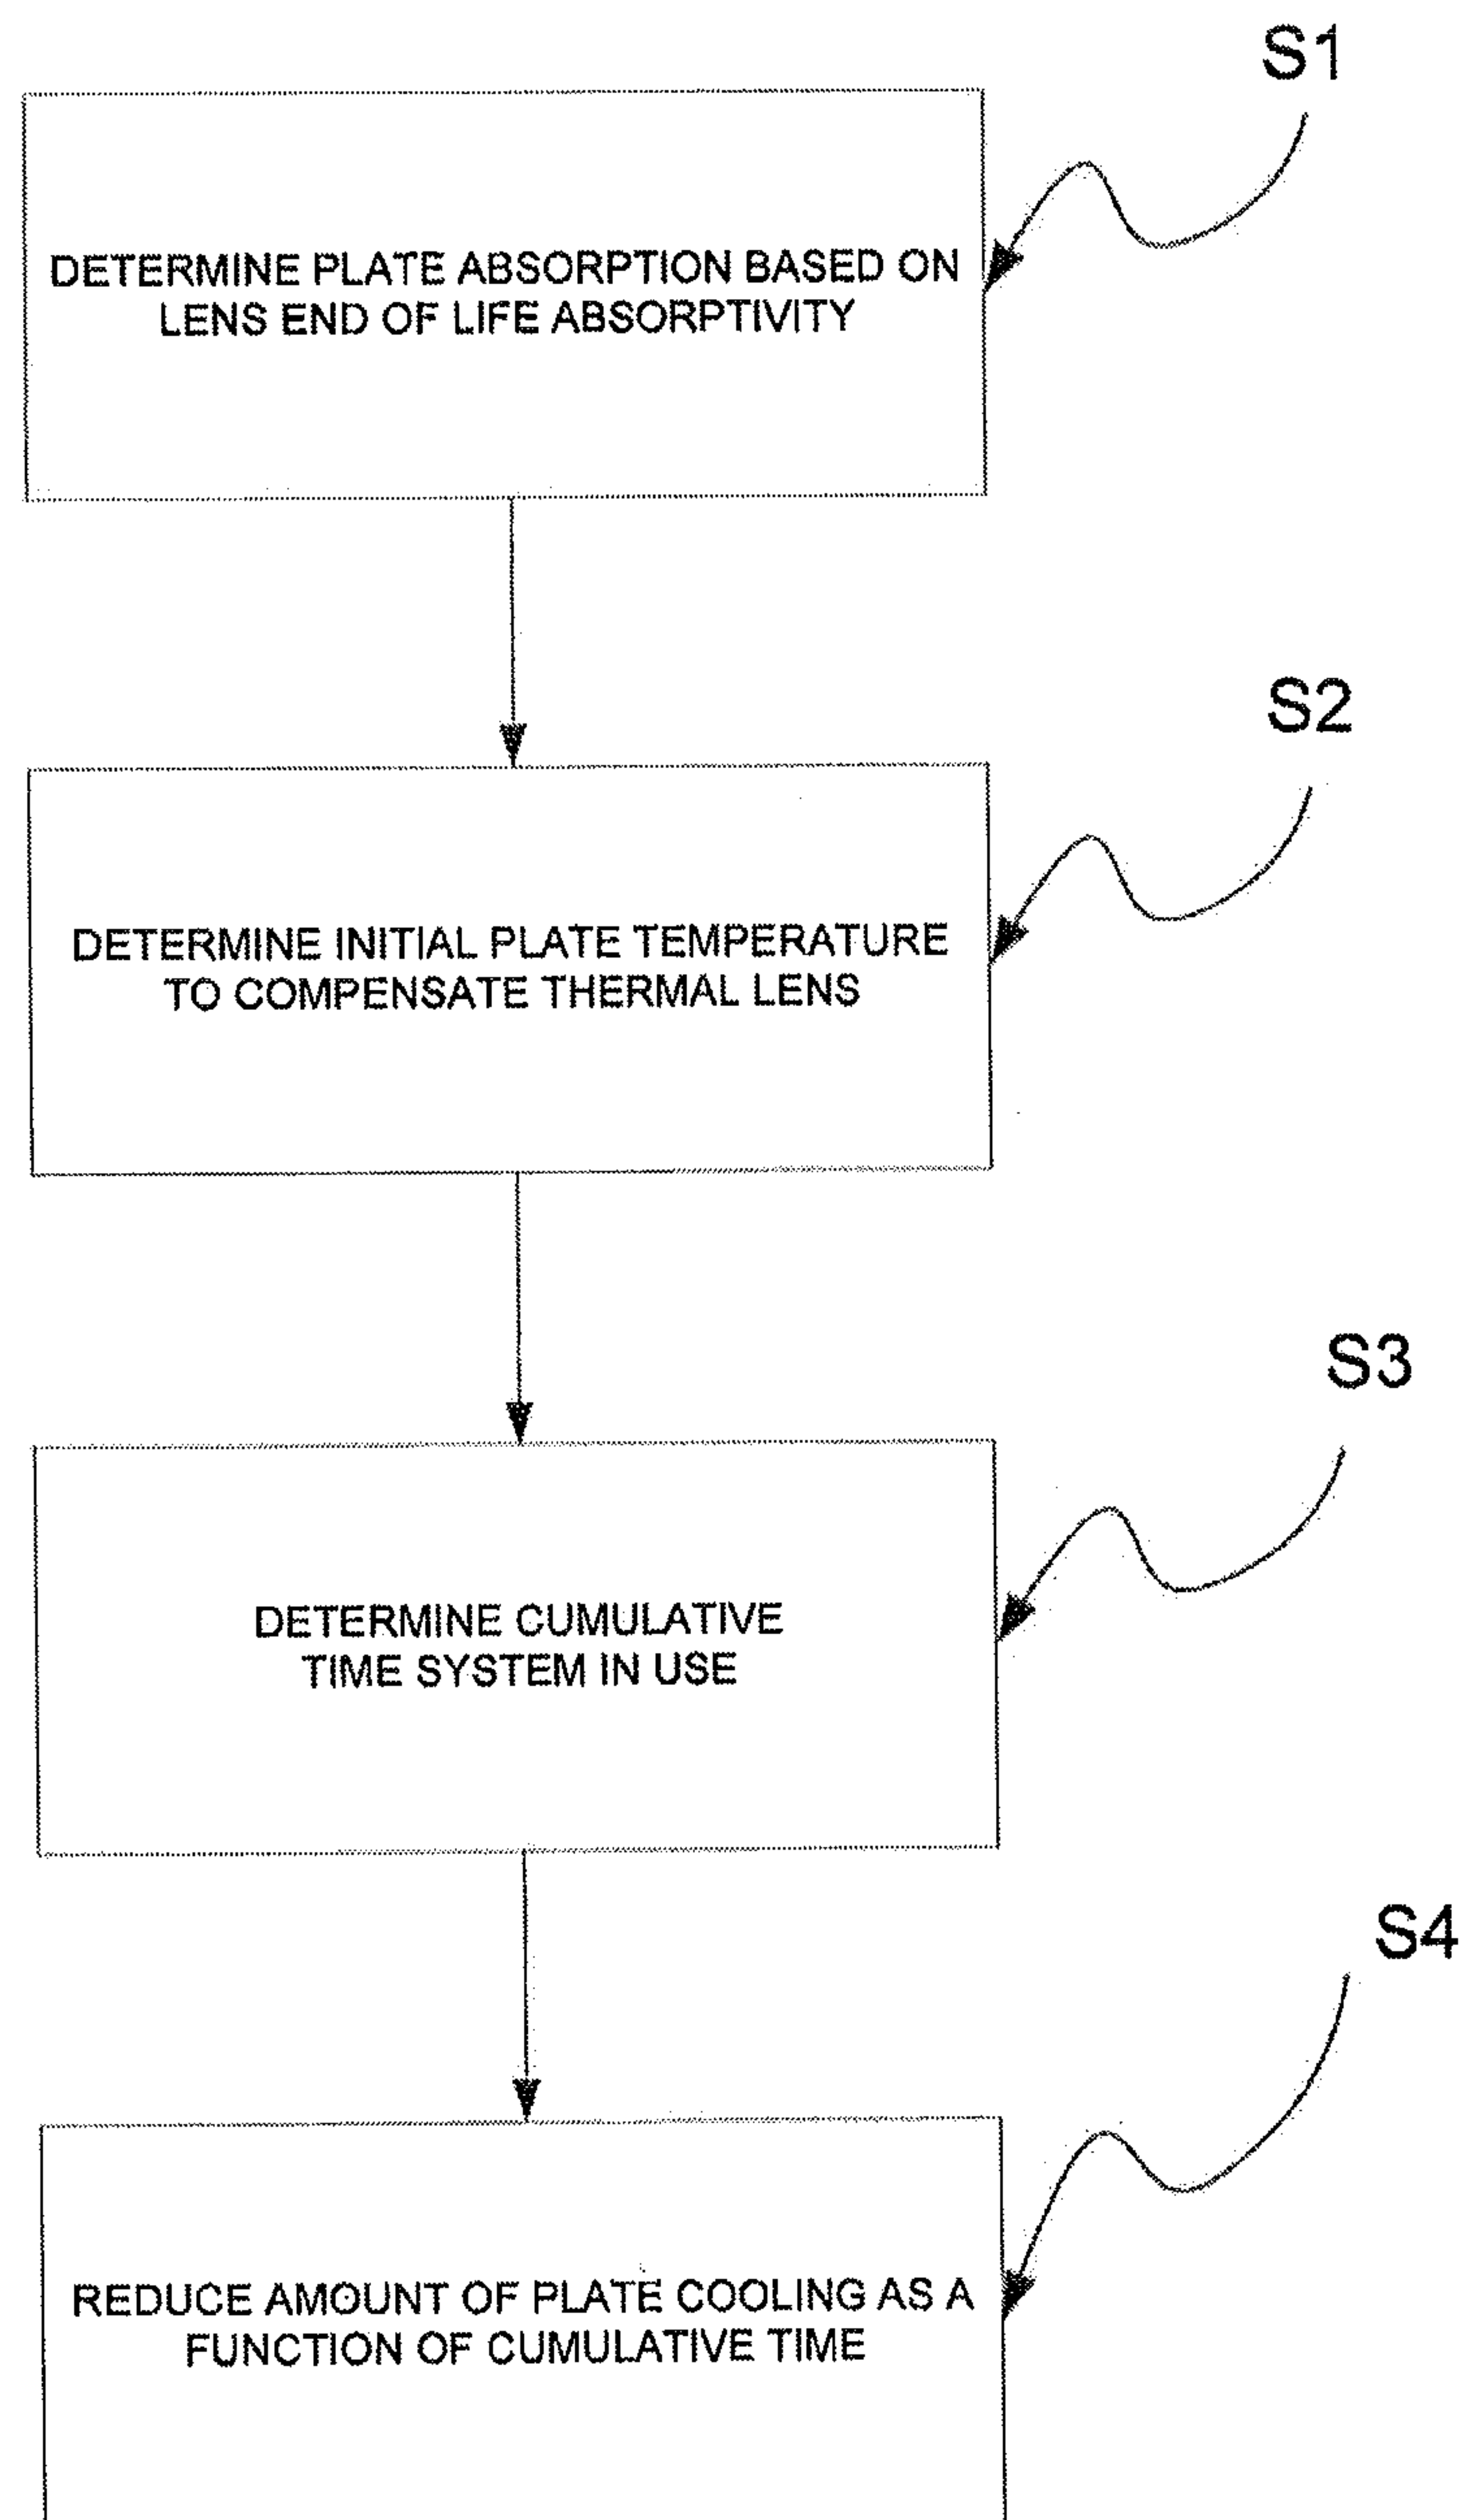 S1
DETERMINE PLATE ABSORPTION BASED ON
LENS END OF LIFE ABSORPTIVITY
S2
DETERMINE INITIAL PLATE TEMPERATURE
TO COMPENSATE THERMAL LENS
S3
DETERMINE CUMULATIVE
TIME SYSTEM IN USE
S4
REDUCE AMOUNT OF PLATE COOLING AS A
FUNCTION OF CUMULATIVE TIME